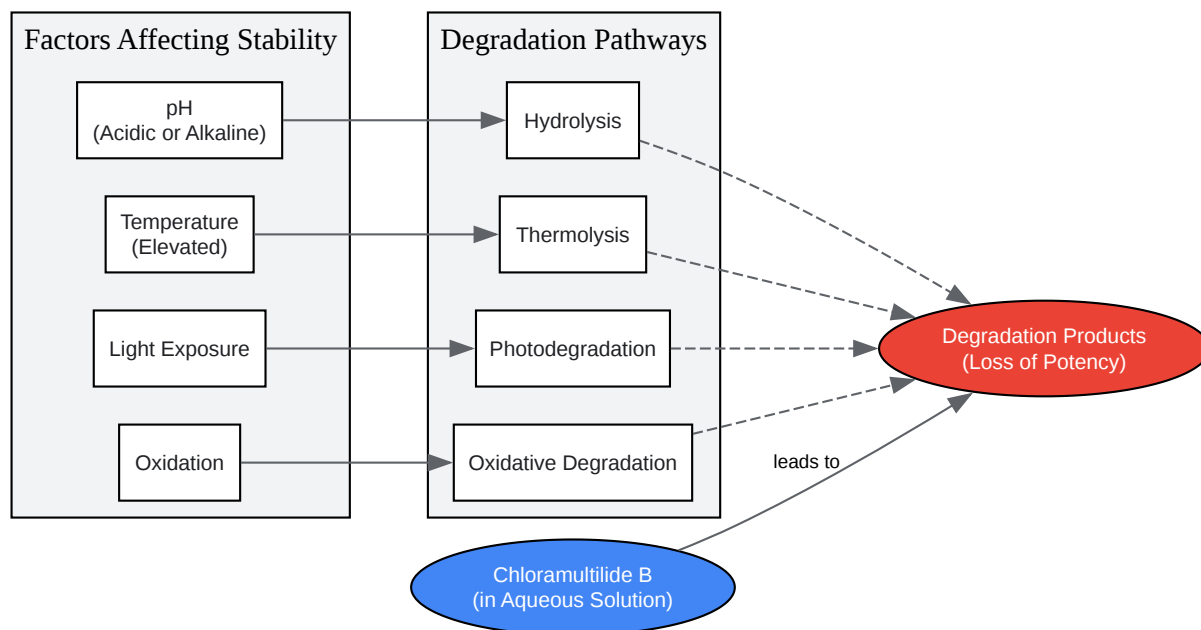 Factors Affecting Stability
pH
(Acidic or Alkaline)
Temperature
(Elevated)
Light Exposure
Oxidation
Degradation Pathways
Hydrolysis
Thermolysis
Photodegradation
Oxidative Degradation
Degradation Products
(Loss of Potency)
leads to
Chloramultilide B
(in Aqueous Solution)